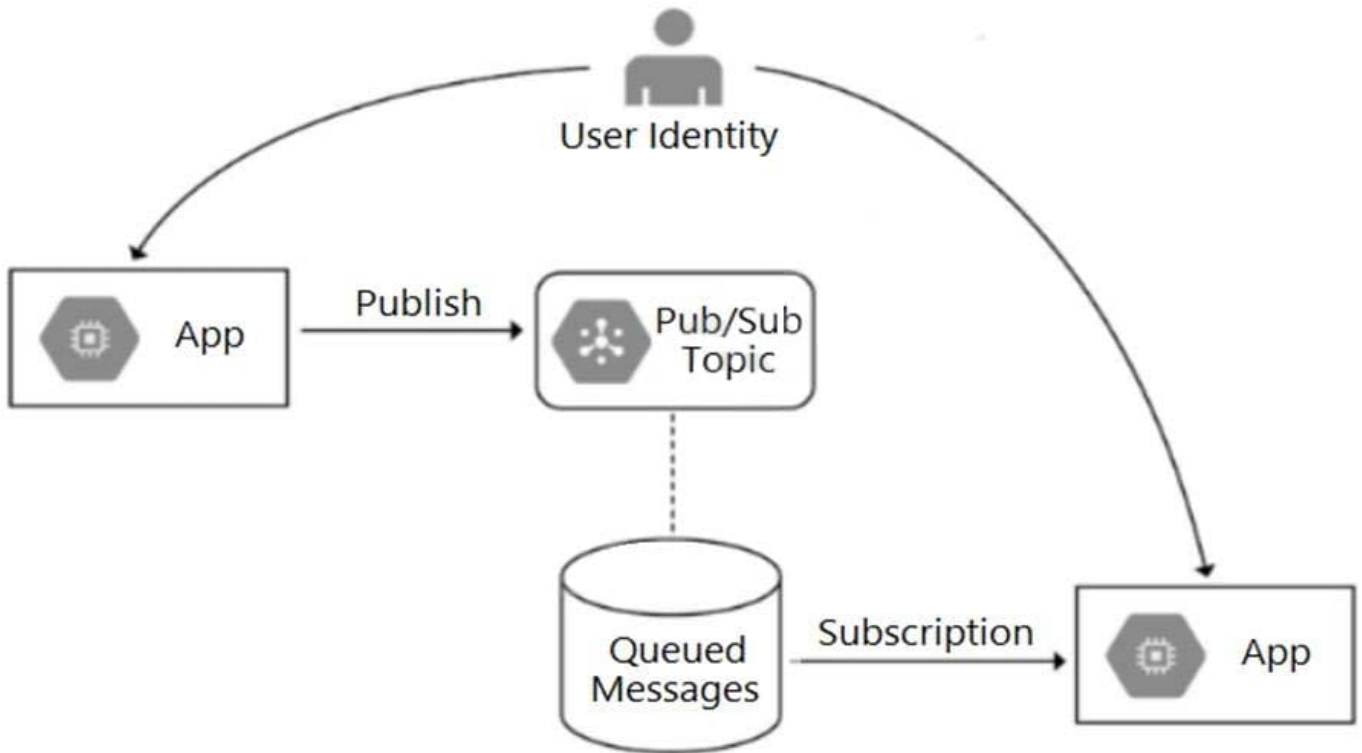 User Identity
App
Publish
Pub/Sub
Topic
Queued
Messages
Subscription
App